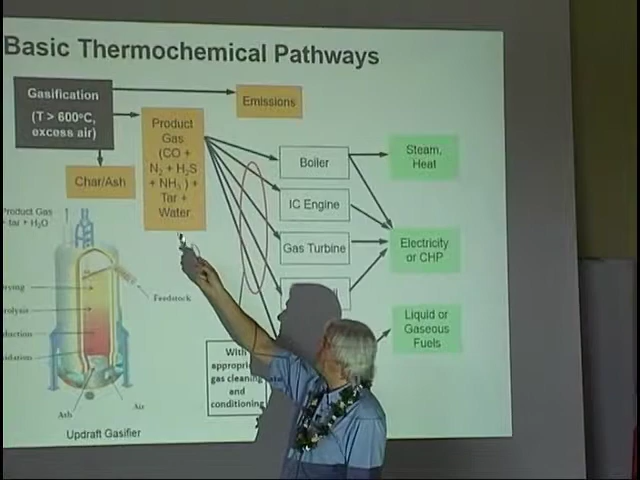 Basic Thermochemical Pathways
Gasification
(T > 600°C,
excess air)
Emissions
Product
Gas
(CO +
N2 + H2S
+ NH3) +
Tar +
Water
Char/Ash
Boiler
Steam,
Heat
IC Engine
Gas Turbine
Electricity
or CHP
Liquid or
Gaseous
Fuels
Product Gas
+ tar + H2O
Feedstock
With
gas cleaning
and
conditioning
Ash
Air
Updraft Gasifier